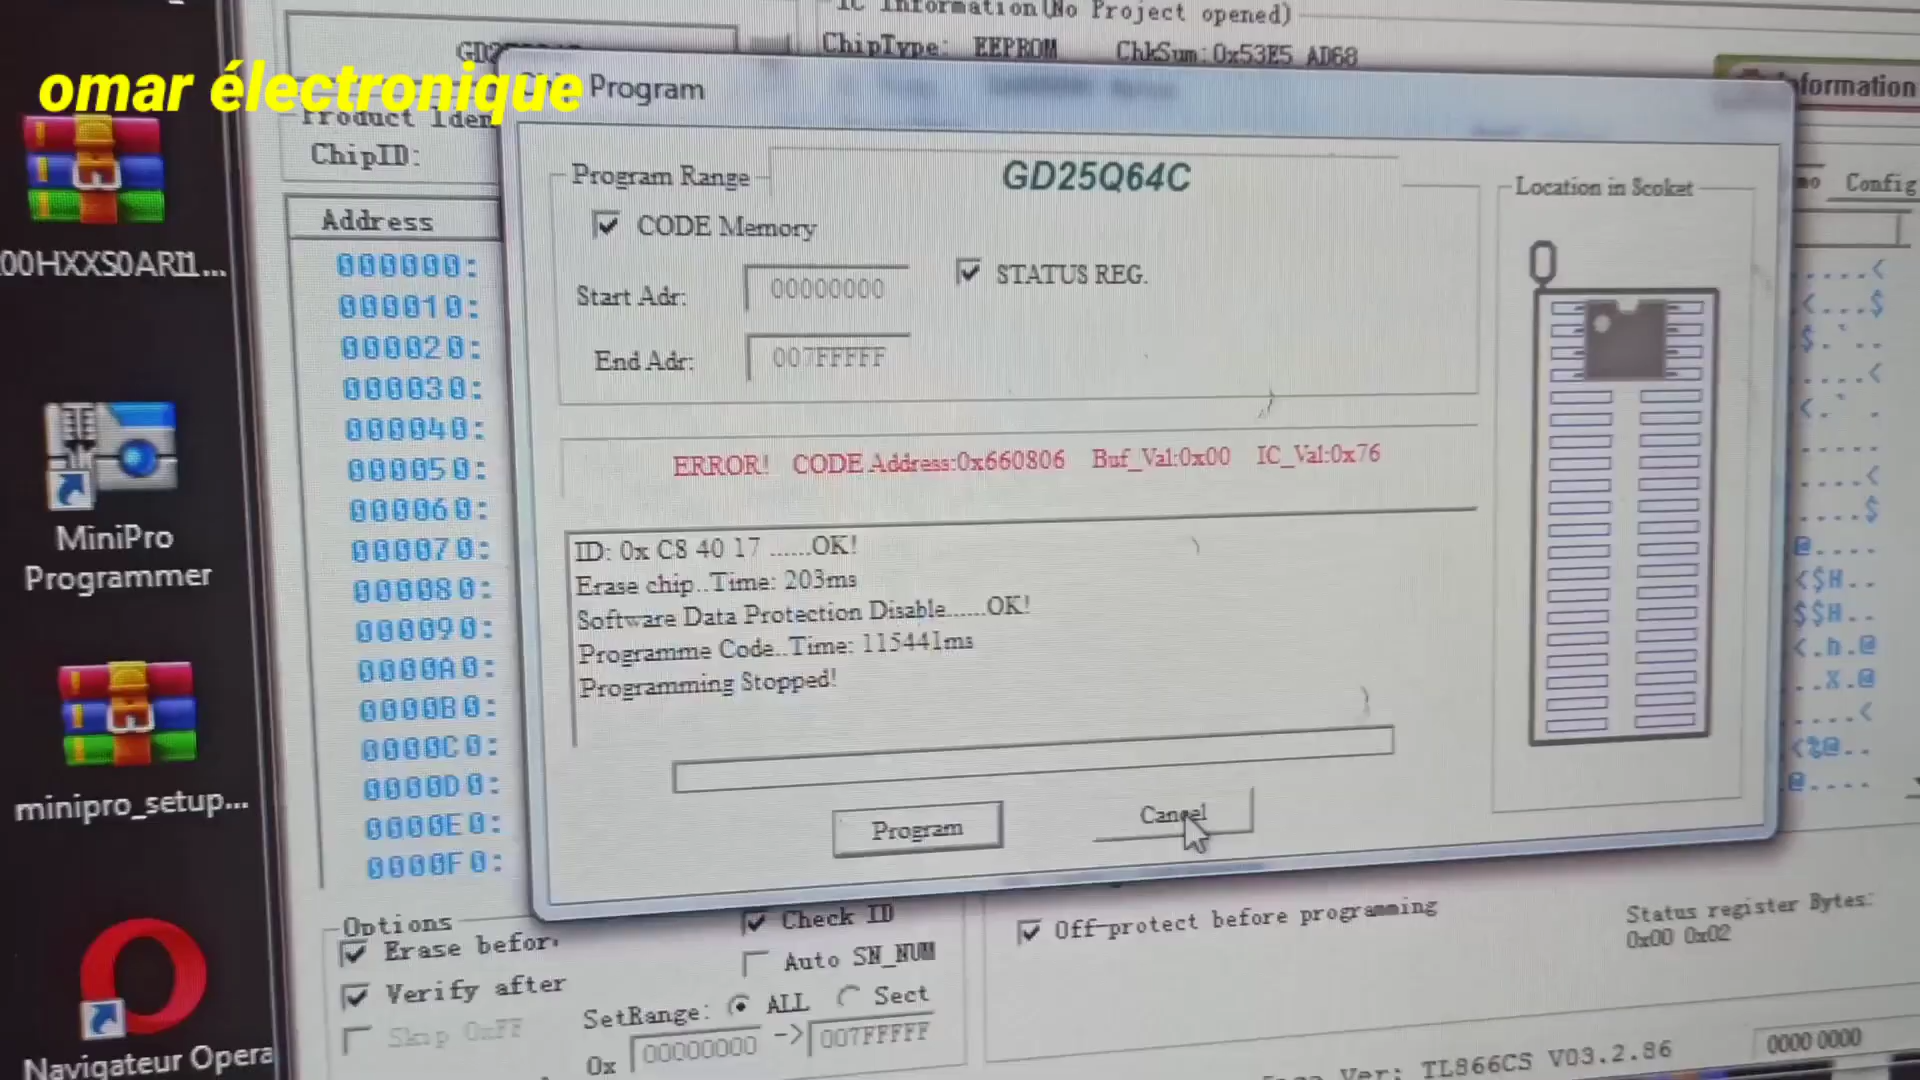 IC Information(No Project opened)
ChipType: EEPROM ChkSum:0x53E5 AD68
omar électronique
Program
Information
Product Iden
ChipID:
Program Range
GD25Q64C
Location in Scoket
Config
CODE Memory
Address
STATUS REG.
00HXXS0ARI1...
Start Adr: 00000000
End Adr: 007FFFFF
000000:
000010:
000020:
000030:
000040:
000050:
000060:
000070:
000080:
000090:
0000A0:
0000B0:
0000C0:
0000D0:
0000E0:
0000F0:
ERROR! CODE Address:0x660806 Buf_Val:0x00 IC_Val:0x76
ID: 0x C8 40 17 ......OK!
Erase chip..Time: 203ms
Software Data Protection Disable......OK!
Programme Code..Time: 115441ms
Programming Stopped!
MiniPro
Programmer
minipro_setup...
Program
Cancel
Options
Erase befor
Check ID
Off-protect before programming
Status register Bytes:
0x00 0x02
Verify after
Auto SN_NUM
Skip 0xFF
SetRange: ALL Sect
0x 00000000 -> 007FFFFF
Navigateur Opera
Ver: TL866CS V03.2.86
0000 0000